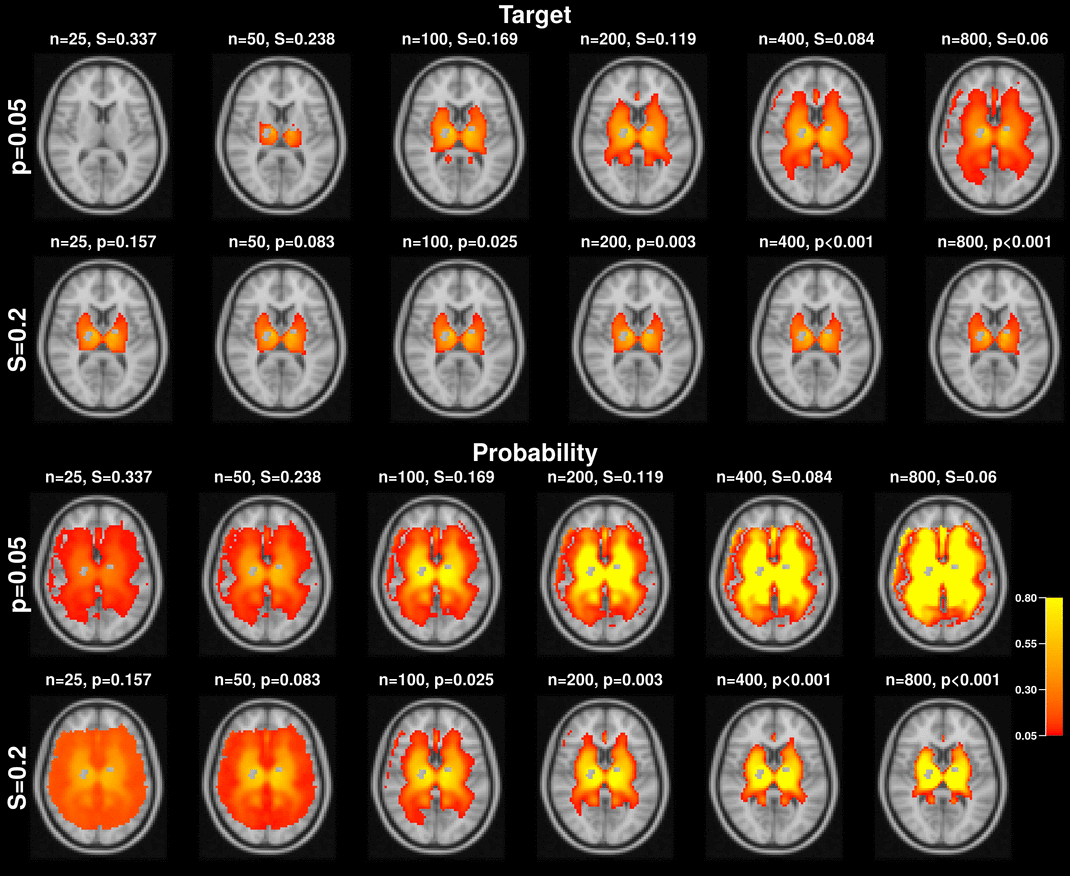 Target
n=25, S=0.337 n=50, S=0.238 n=100, S=0.169 n=200, S=0.119 n=400, S=0.084 n=800, S=0.06
p=0.05
n=25, p=0.157 n=50, p=0.083 n=100, p=0.025 n=200, p=0.003 n=400, p<0.001 n=800, p<0.001
S=0.2
Probability
n=25, S=0.337 n=50, S=0.238 n=100, S=0.169 n=200, S=0.119 n=400, S=0.084 n=800, S=0.06
p=0.05
0.80
0.55
0.30
0.05
n=25, p=0.157 n=50, p=0.083 n=100, p=0.025 n=200, p=0.003 n=400, p<0.001 n=800, p<0.001
S=0.2